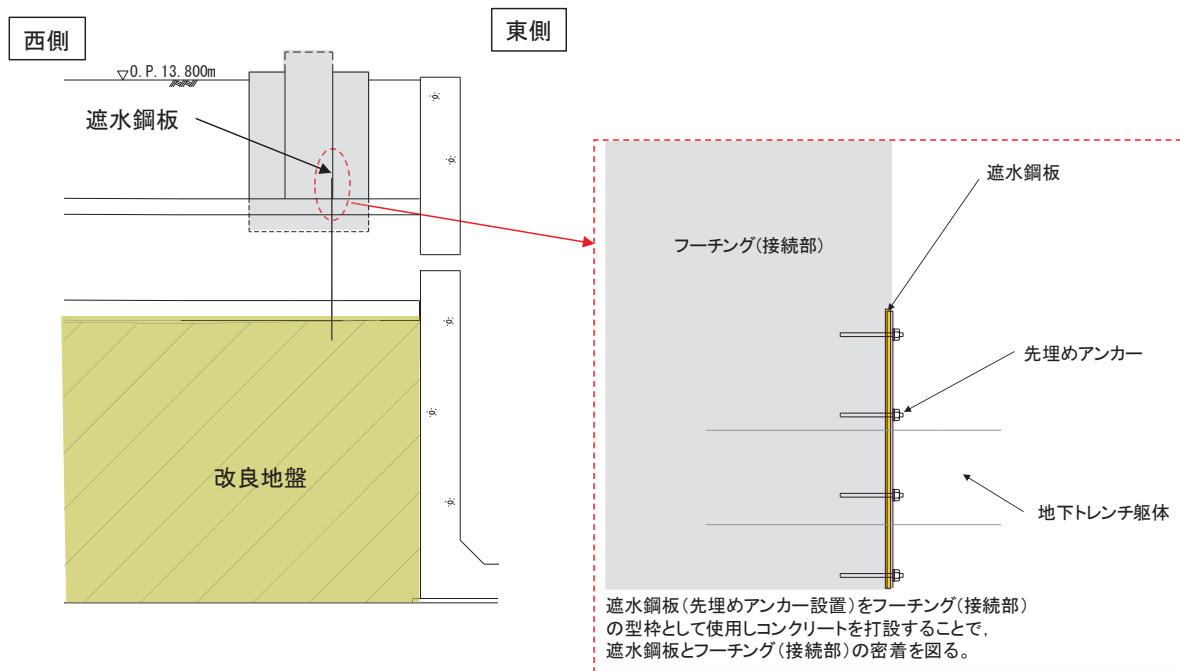 西側
東側
▽O.P.13.800m
遮水鋼板
改良地盤
遮水鋼板
フーチング(接続部)
先埋めアンカー
地下トレンチ躯体
遮水鋼板(先埋めアンカー設置)をフーチング(接続部)
の型枠として使用しコンクリートを打設することで,
遮水鋼板とフーチング(接続部)の密着を図る。